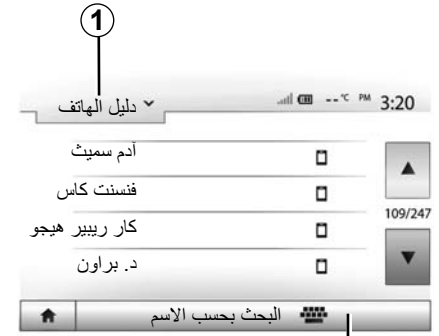 1
دليل الهاتف
--°C PM 3:20
آدم سميث
فنسنت كاس
كار ريبير هيجو
د. براون
109/247
البحث بحسب الاسم